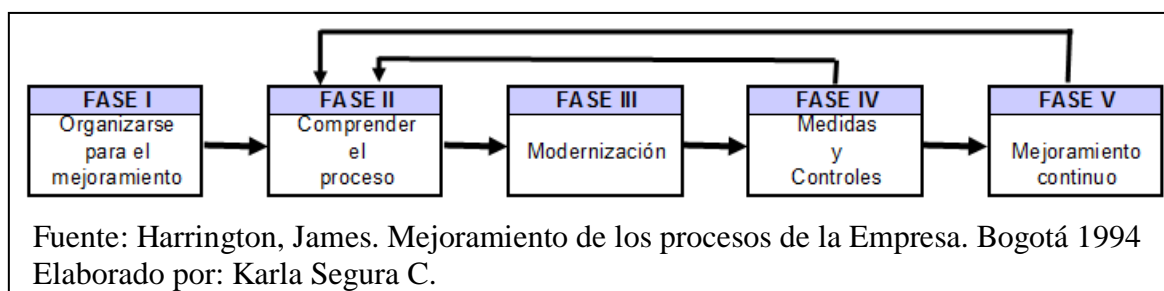 FASE I
Organizarse
para el
mejoramiento
FASE II
Comprender
el
proceso
FASE III
Modernización
FASE IV
Medidas
y
Controles
FASE V
Mejoramiento
continuo
Fuente: Harrington, James. Mejoramiento de los procesos de la Empresa. Bogotá 1994
Elaborado por: Karla Segura C.